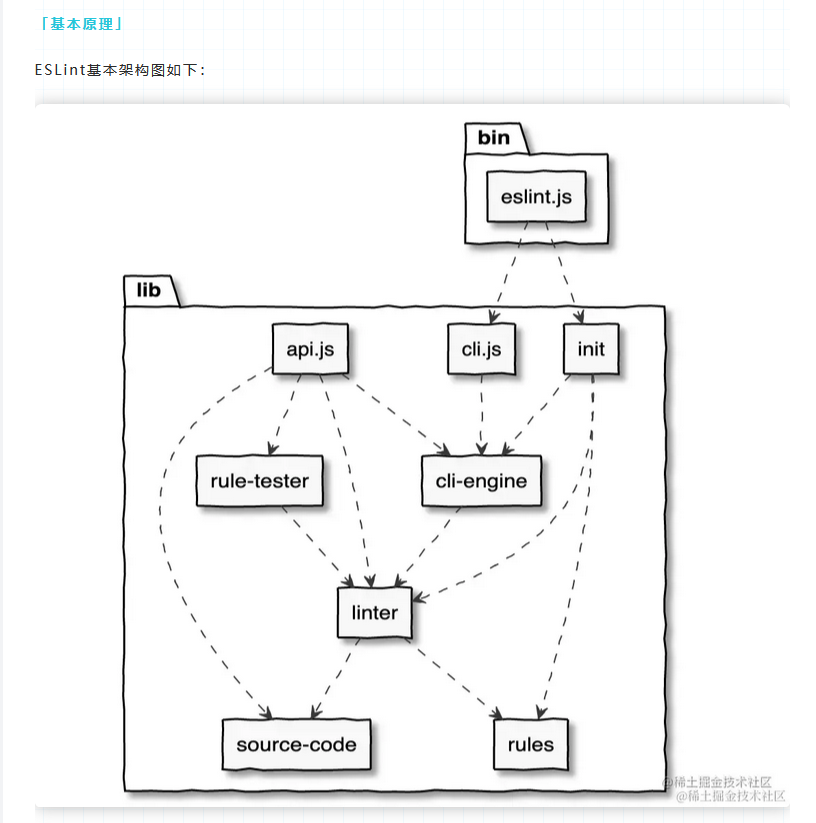 「基本原理」
ESLint基本架构图如下：
bin
eslint.js
lib
api.js
cli.js
init
rule-tester
cli-engine
linter
source-code
rules
@稀土掘金技术社区
@稀土掘金技术社区